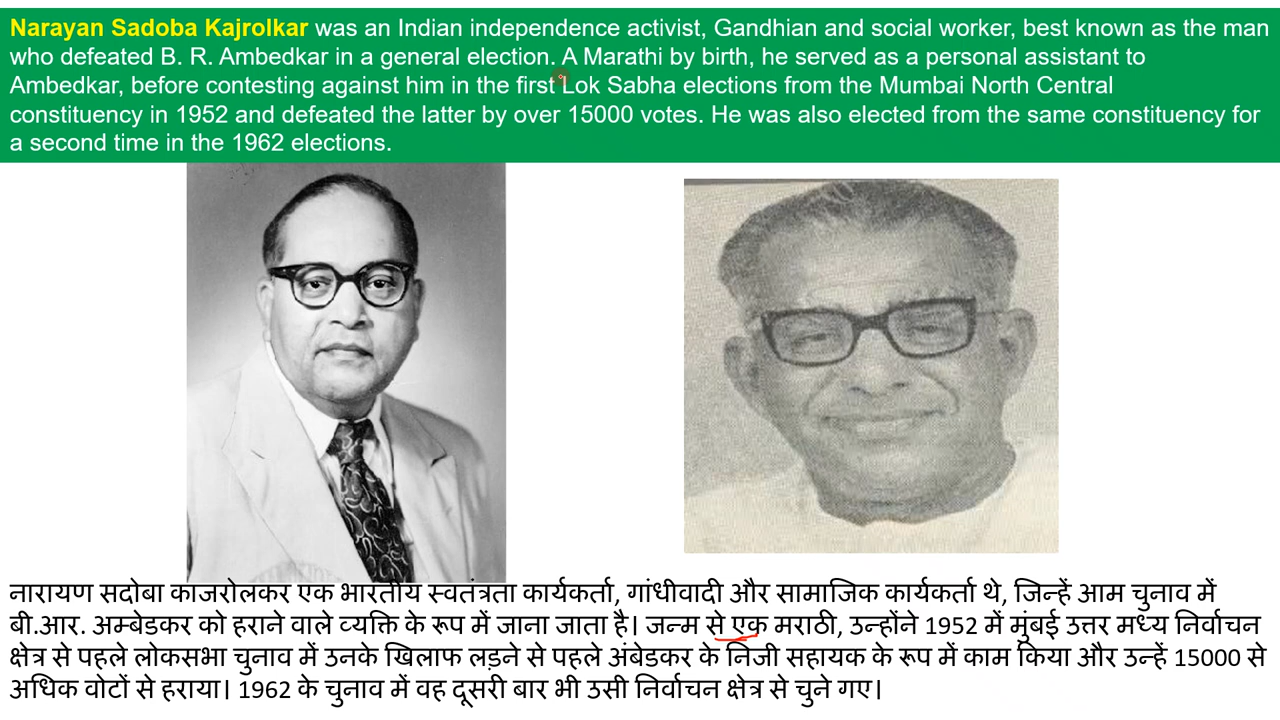 Narayan Sadoba Kajrolkar was an Indian independence activist, Gandhian and social worker, best known as the man
who defeated B. R. Ambedkar in a general election. A Marathi by birth, he served as a personal assistant to
Ambedkar, before contesting against him in the first Lok Sabha elections from the Mumbai North Central
constituency in 1952 and defeated the latter by over 15000 votes. He was also elected from the same constituency for
a second time in the 1962 elections.
नारायण सदोबा काजरोलकर एक भारतीय स्वतंत्रता कार्यकर्ता, गांधीवादी और सामाजिक कार्यकर्ता थे, जिन्हें आम चुनाव में
बी.आर. अम्बेडकर को हराने वाले व्यक्ति के रूप में जाना जाता है। जन्म से एक मराठी, उन्होंने 1952 में मुंबई उत्तर मध्य निर्वाचन
क्षेत्र से पहले लोकसभा चुनाव में उनके खिलाफ लड़ने से पहले अंबेडकर के निजी सहायक के रूप में काम किया और उन्हें 15000 से
अधिक वोटों से हराया। 1962 के चुनाव में वह दूसरी बार भी उसी निर्वाचन क्षेत्र से चुने गए।